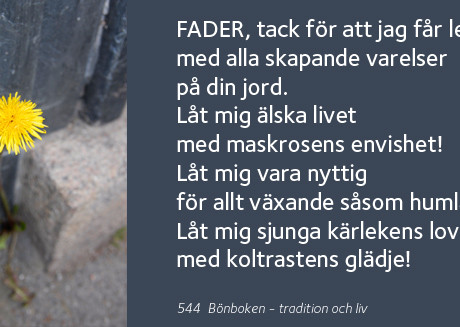 FADER, tack för att jag får
med alla skapande varelser
på din jord.
Låt mig älska livet
med maskrosens envishet!
Låt mig vara nyttig
för allt växande såsom
Låt mig sjunga kärlekens lov
med koltrastens glädje!
544 Bönboken – tradition och liv